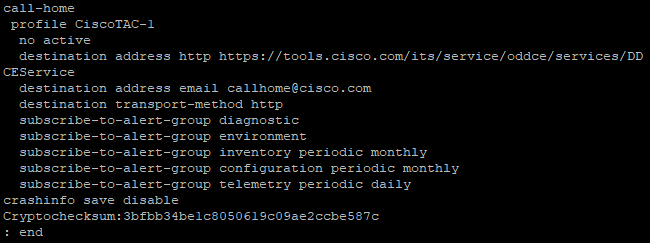 call-home
 profile CiscoTAC-1
  no active
  destination address http https://tools.cisco.com/its/service/oddce/services/DD
CEService
  destination address email callhome@cisco.com
  destination transport-method http
  subscribe-to-alert-group diagnostic
  subscribe-to-alert-group environment
  subscribe-to-alert-group inventory periodic monthly
  subscribe-to-alert-group configuration periodic monthly
  subscribe-to-alert-group telemetry periodic daily
crashinfo save disable
Cryptochecksum:3bfbb34be1c8050619c09ae2ccbe587c
: end